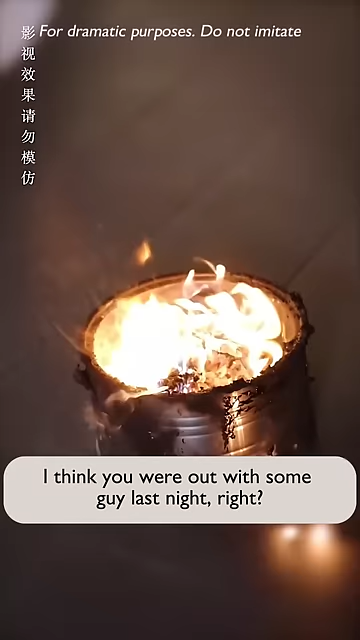 影视效果请勿模仿
For dramatic purposes. Do not imitate
I think you were out with some
guy last night, right?